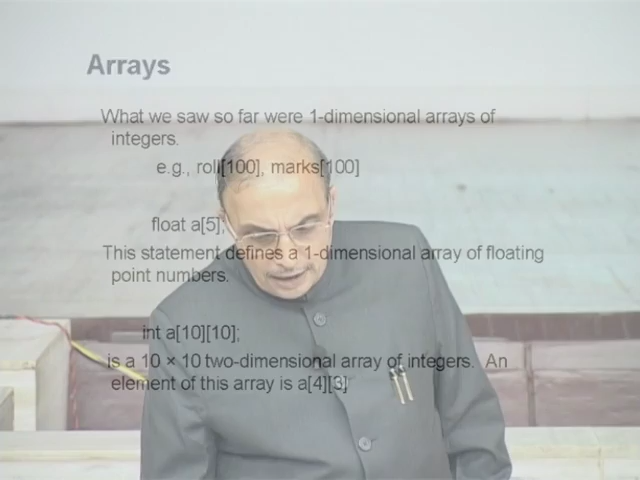 Arrays
What we saw so far were 1-dimensional arrays of
integers.
e.g., roll[100], marks[100]
float a[5];
This statement defines a 1-dimensional array of floating
point numbers.
int a[10][10];
is a 10 × 10 two-dimensional array of integers. An
element of this array is a[4][3]